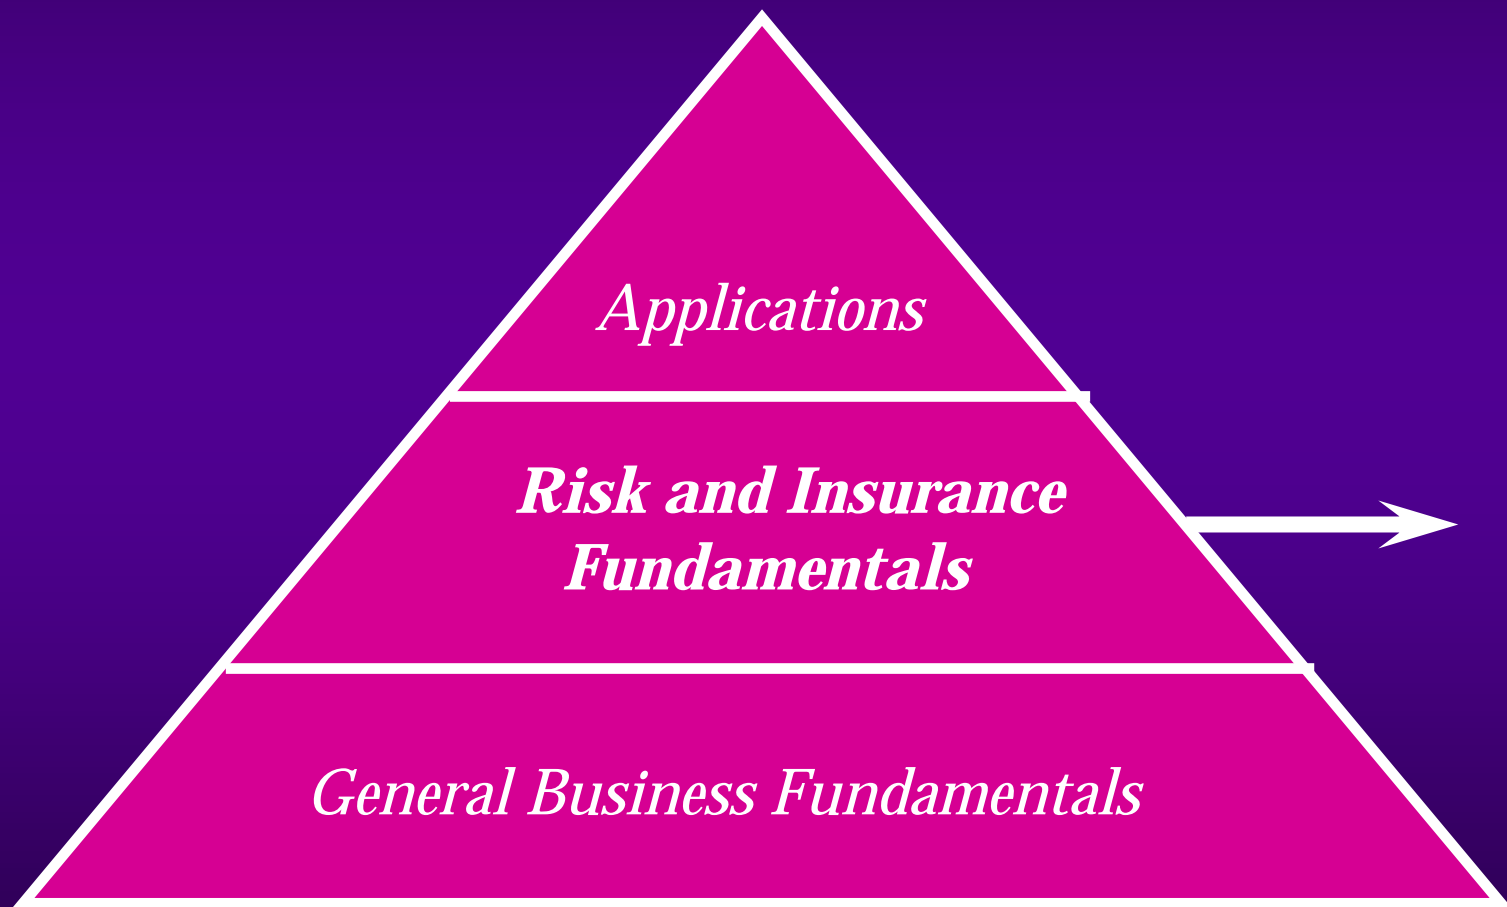 Applications
Risk and Insurance
Fundamentals
General Business Fundamentals